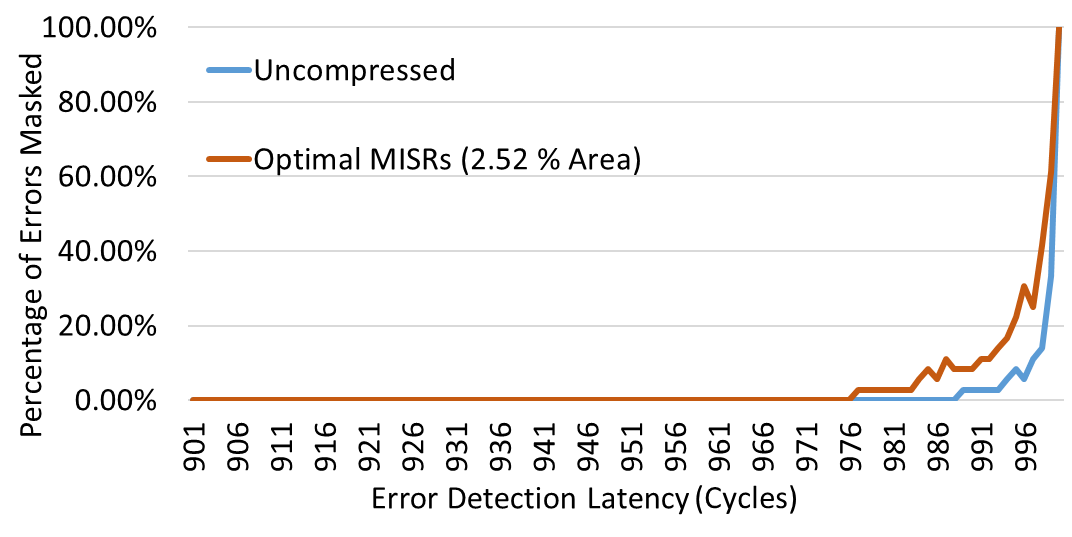 100.00%
80.00%
60.00%
40.00%
20.00%
0.00%
Percentage of Errors Masked
Uncompressed
Optimal MISRs (2.52 % Area)
901 906 911 916 921 926 931 936 941 946 951 956 961 966 971 976 981 986 991 996
Error Detection Latency (Cycles)